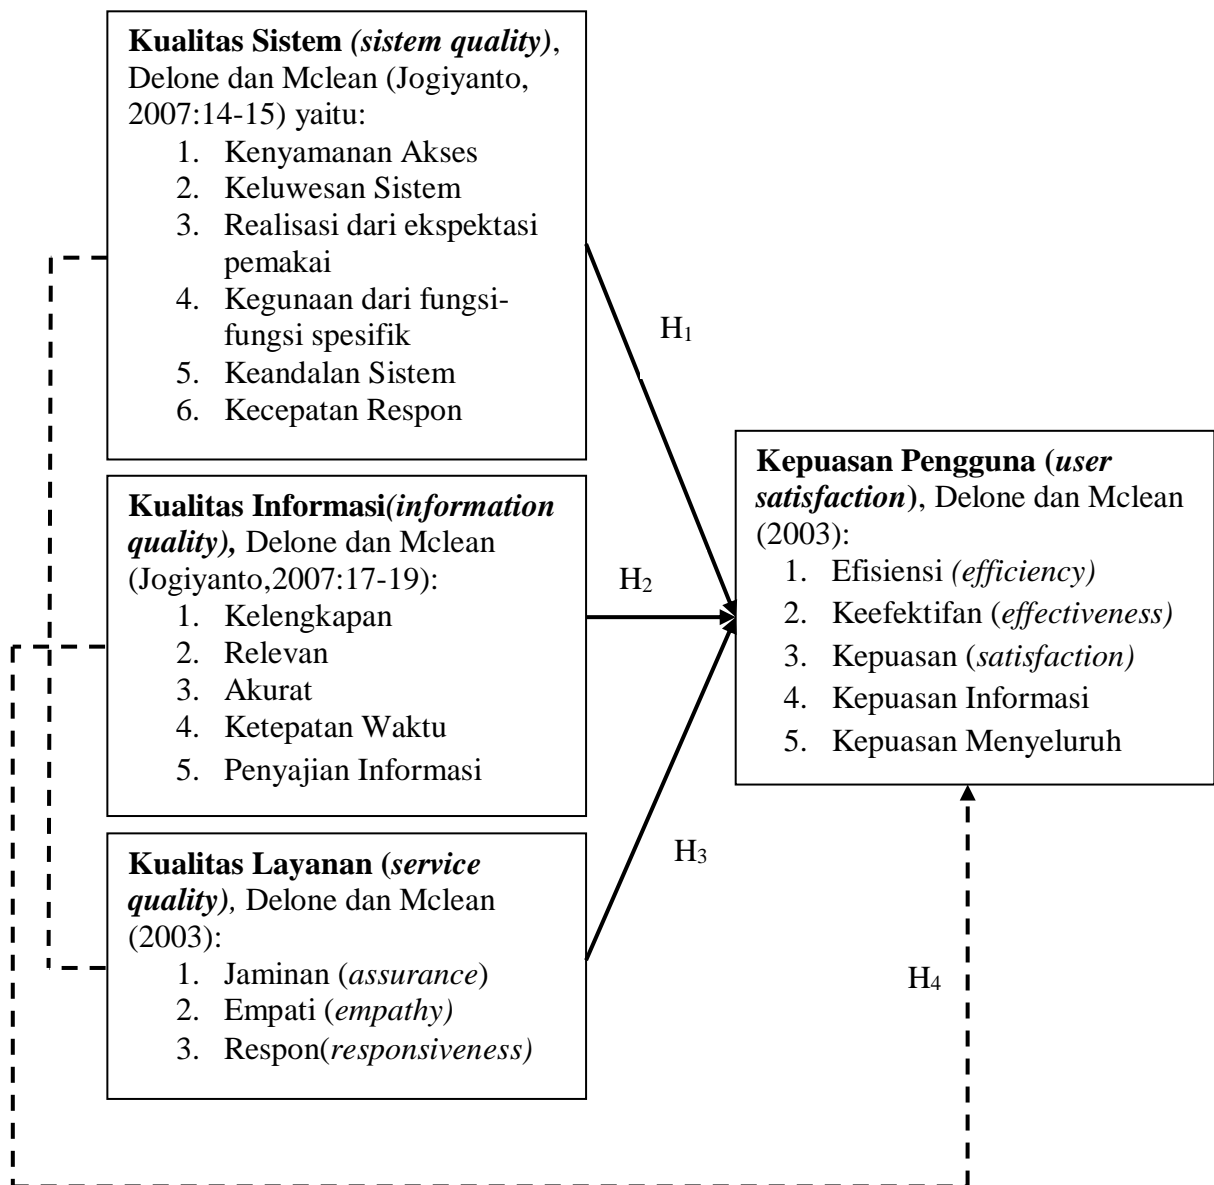 Kualitas Sistem (sistem quality),
Delone dan Mclean (Jogiyanto,
2007:14-15) yaitu:
1. Kenyamanan Akses
2. Keluwesan Sistem
3. Realisasi dari ekspektasi
pemakai
4. Kegunaan dari fungsi-
fungsi spesifik
5. Keandalan Sistem
6. Kecepatan Respon
H1
Kualitas Informasi(information
quality), Delone dan Mclean
(Jogiyanto,2007:17-19):
1. Kelengkapan
2. Relevan
3. Akurat
4. Ketepatan Waktu
5. Penyajian Informasi
H2
Kepuasan Pengguna (user
satisfaction), Delone dan Mclean
(2003):
1. Efisiensi (efficiency)
2. Keefektifan (effectiveness)
3. Kepuasan (satisfaction)
4. Kepuasan Informasi
5. Kepuasan Menyeluruh
Kualitas Layanan (service
quality), Delone dan Mclean
(2003):
1. Jaminan (assurance)
2. Empati (empathy)
3. Respon(responsiveness)
H3
H4